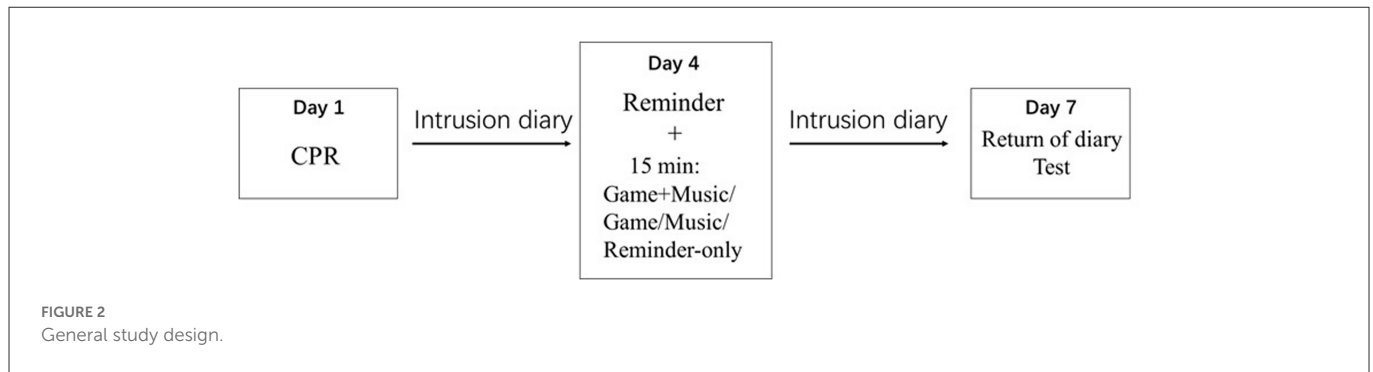 Day 1
CPR
Intrusion diary
Day 4
Reminder
+
15 min:
Game+Music/
Game/Music/
Reminder-only
Intrusion diary
Day 7
Return of diary
Test
FIGURE 2
General study design.